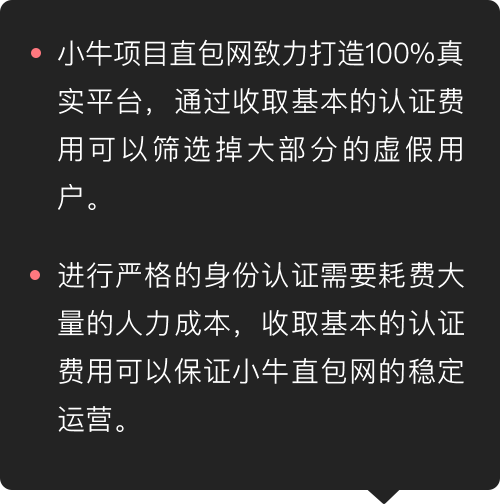 小牛项目直包网致力打造100%真
实平台，通过收取基本的认证费
用可以筛选掉大部分的虚假用
户。
进行严格的身份认证需要耗费大
量的人力成本，收取基本的认证
费用可以保证小牛直包网的稳定
运营。